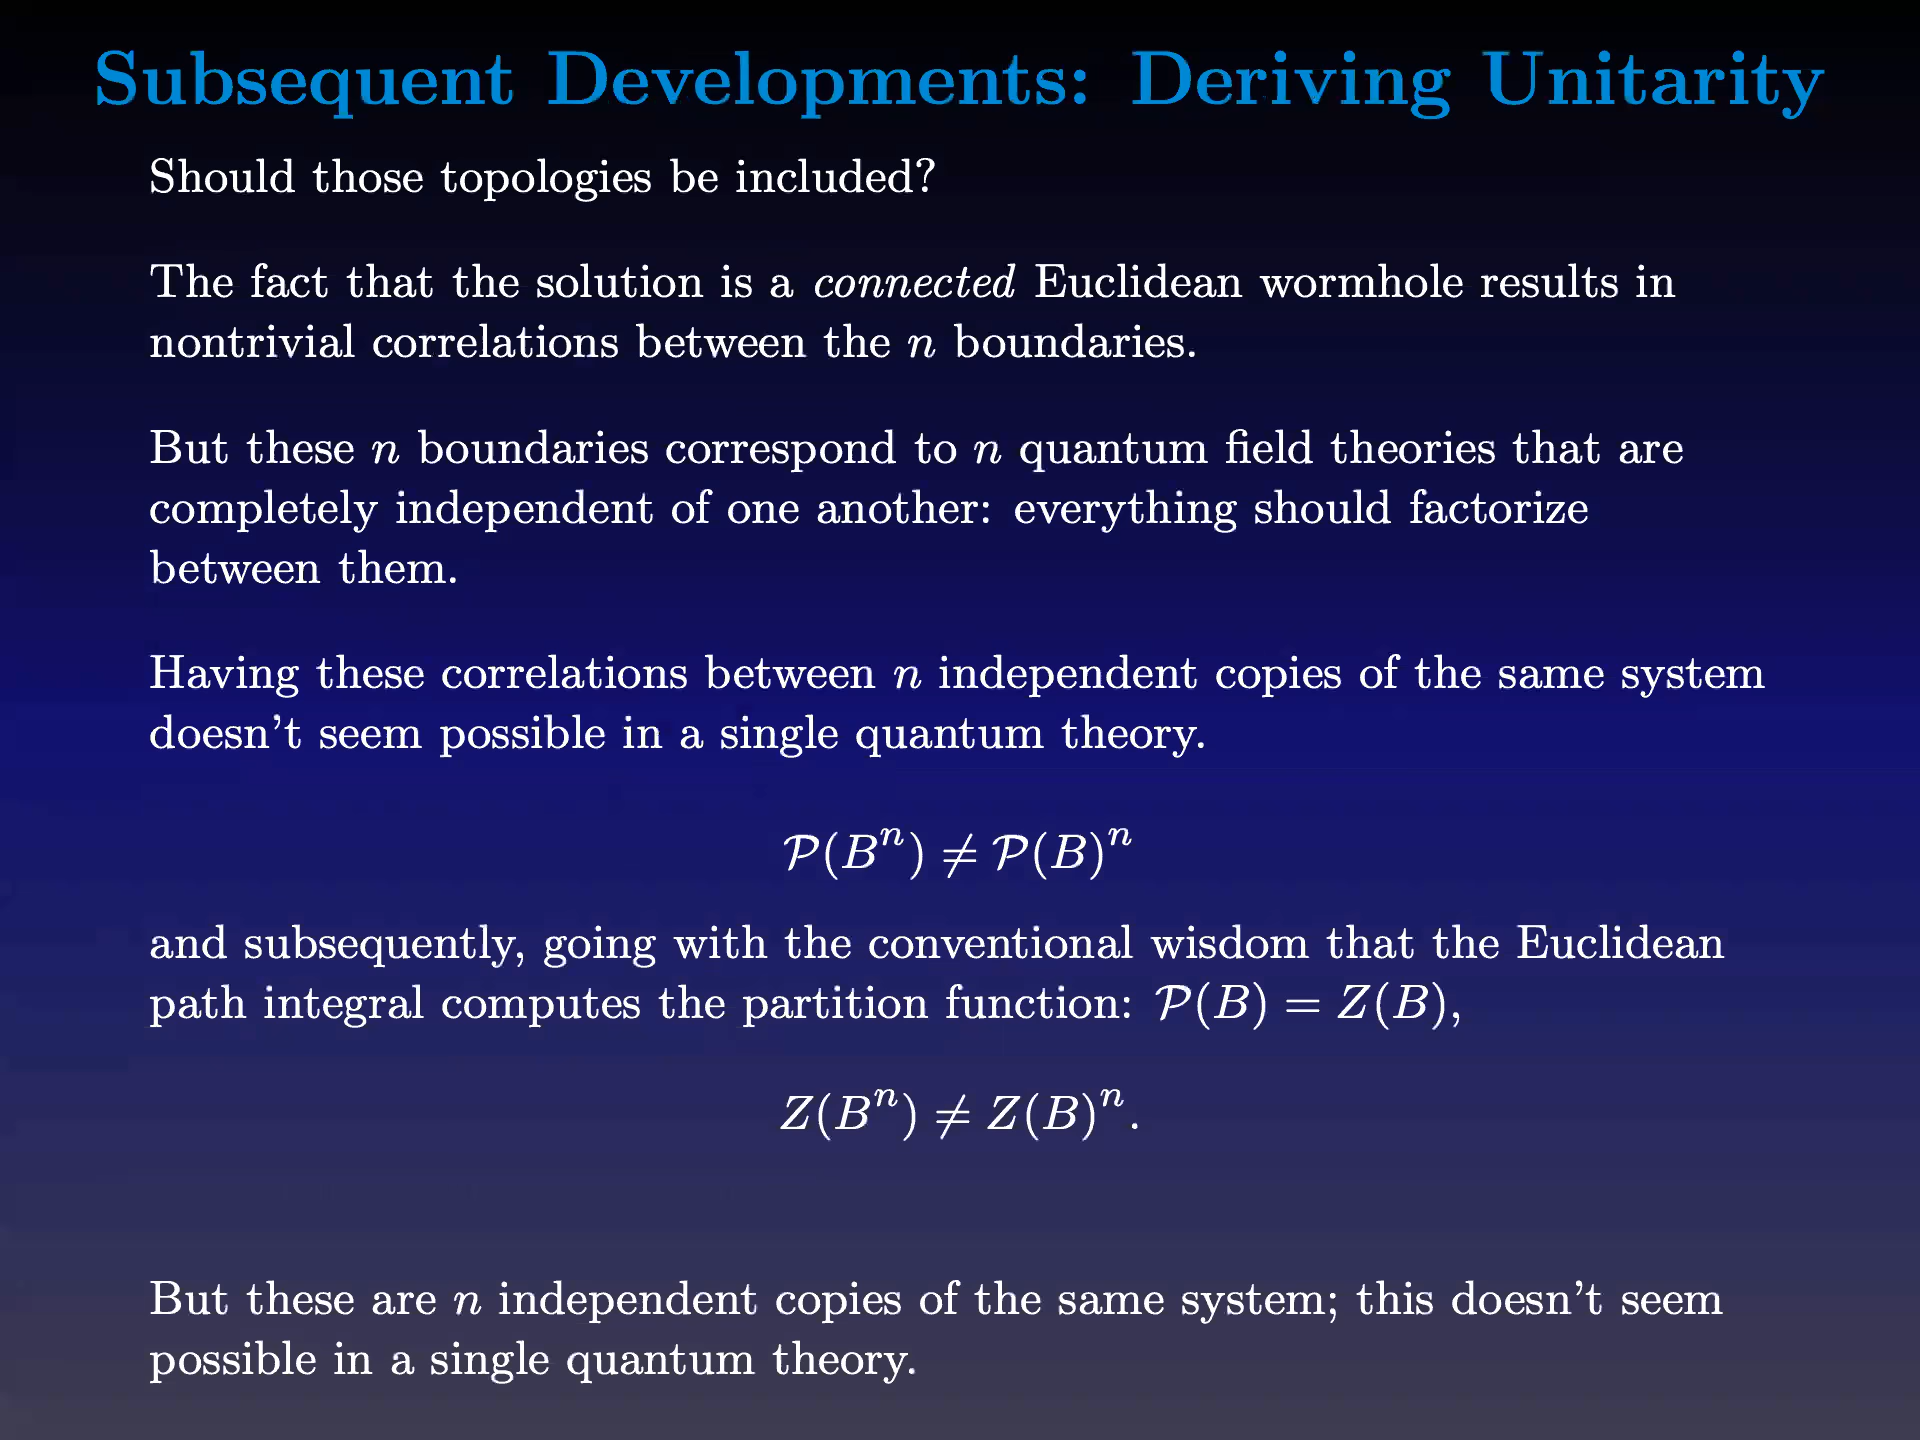 Subsequent Developments: Deriving Unitarity
Should those topologies be included?
The fact that the solution is a connected Euclidean wormhole results in
nontrivial correlations between the n boundaries.
But these n boundaries correspond to n quantum field theories that are
completely independent of one another: everything should factorize
between them.
Having these correlations between n independent copies of the same system
doesn't seem possible in a single quantum theory.
𝒫(Bⁿ) ≠ 𝒫(B)ⁿ
and subsequently, going with the conventional wisdom that the Euclidean
path integral computes the partition function: 𝒫(B) = Z(B),
Z(Bⁿ) ≠ Z(B)ⁿ.
But these are n independent copies of the same system; this doesn't seem
possible in a single quantum theory.